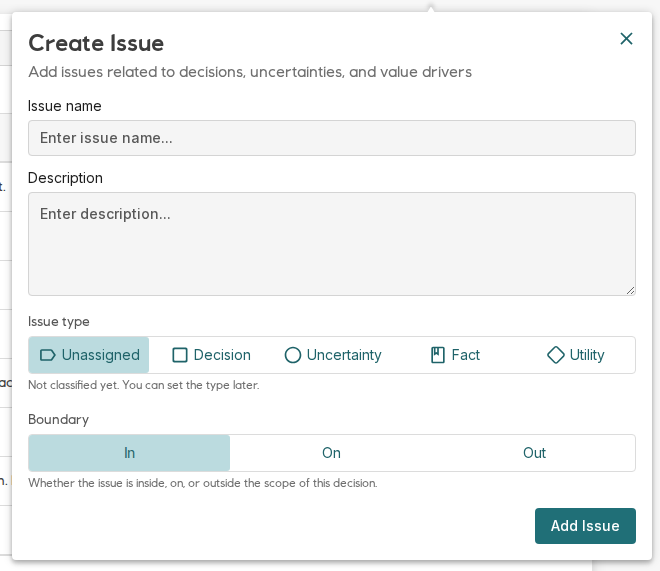 Create Issue
Add issues related to decisions, uncertainties, and value drivers
Issue name
Enter issue name...
Description
Enter description...
Issue type
Unassigned Decision Uncertainty Fact Utility
Not classified yet. You can set the type later.
Boundary
In On Out
Whether the issue is inside, on, or outside the scope of this decision.
Add Issue